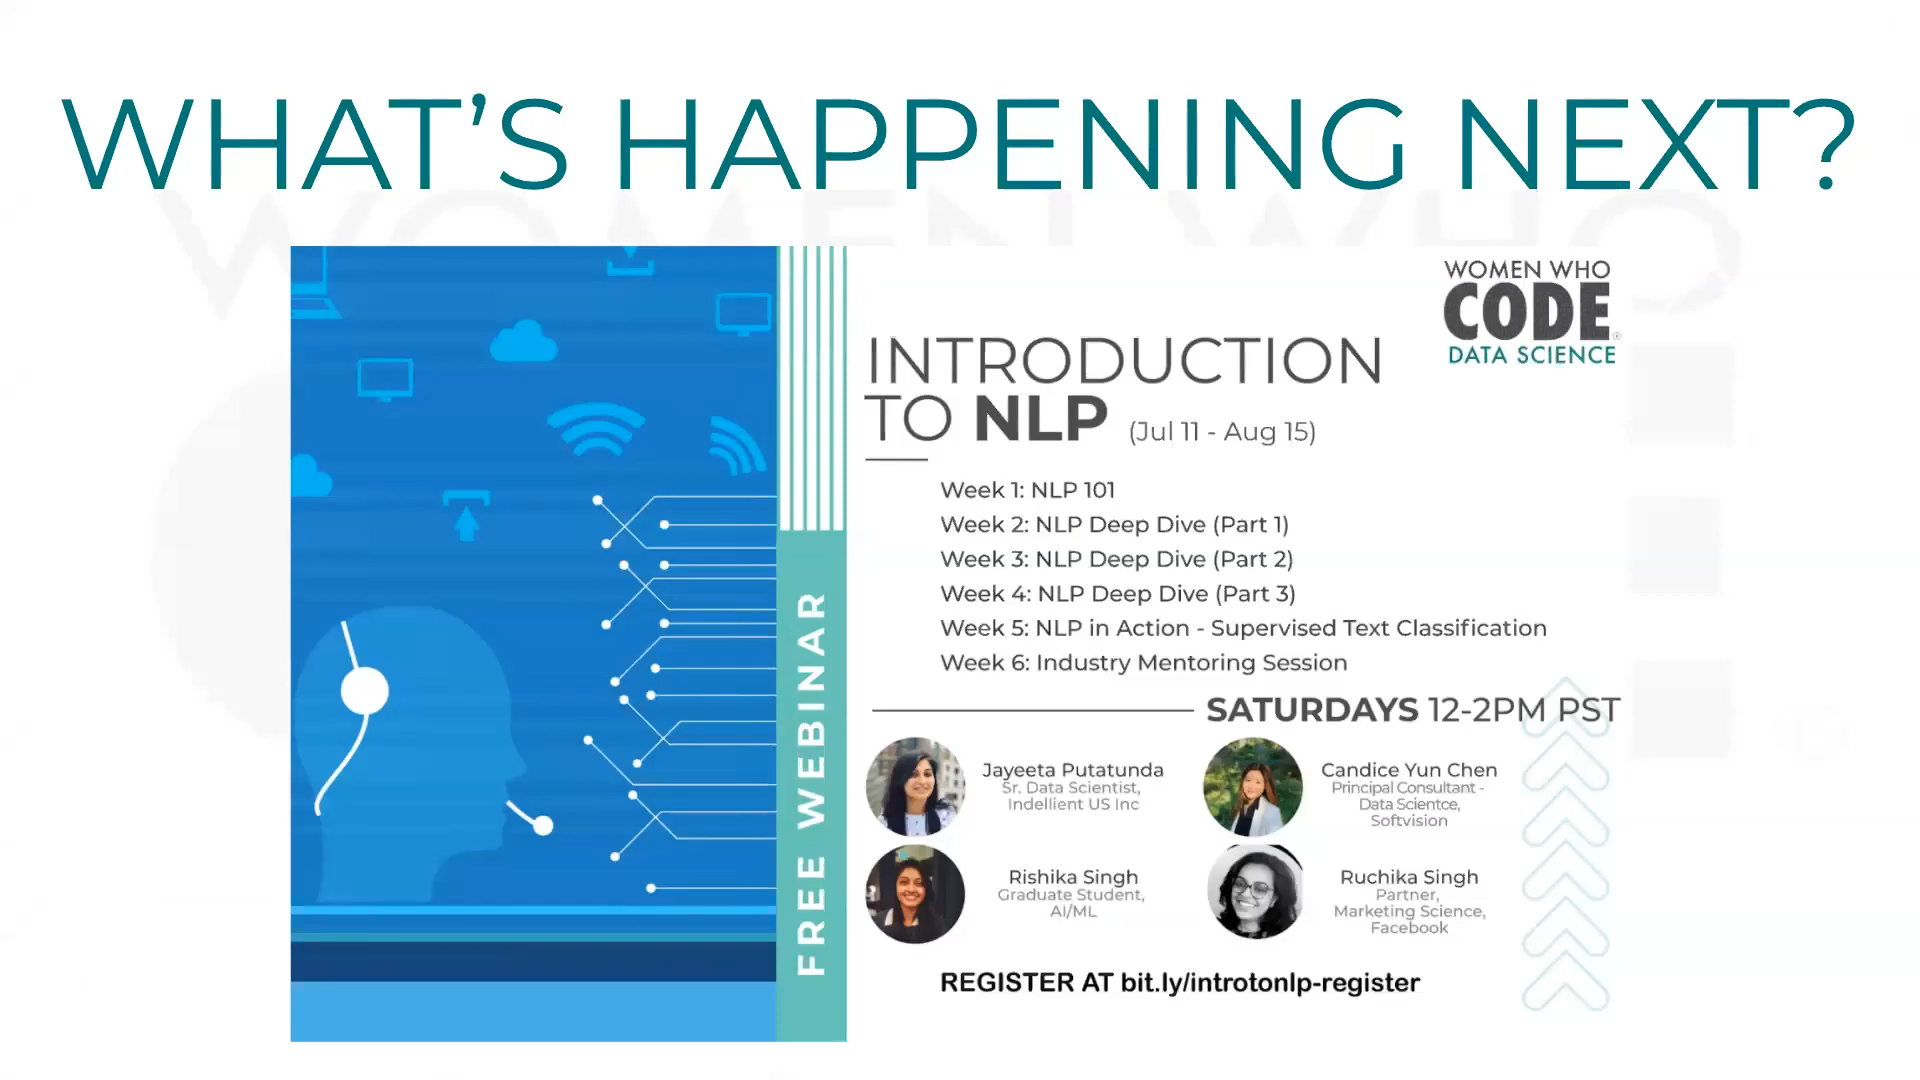 WHAT'S HAPPENING NEXT?
WOMEN WHO
WOMEN WHO
CODE
DATA SCIENCE
INTRODUCTION
TO NLP (Jul 11 - Aug 15)
Week 1: NLP 101
Week 2: NLP Deep Dive (Part 1)
Week 3: NLP Deep Dive (Part 2)
Week 4: NLP Deep Dive (Part 3)
Week 5: NLP in Action - Supervised Text Classification
Week 6: Industry Mentoring Session
SATURDAYS 12-2PM PST
FREE WEBINAR
Jayeeta Putatunda
Sr. Data Scientist,
Indellient US Inc
Candice Yun Chen
Principal Consultant -
Data Scientce,
Softvision
Rishika Singh
Graduate Student,
AI/ML
Ruchika Singh
Partner,
Marketing Science,
Facebook
REGISTER AT bit.ly/introtonlp-register